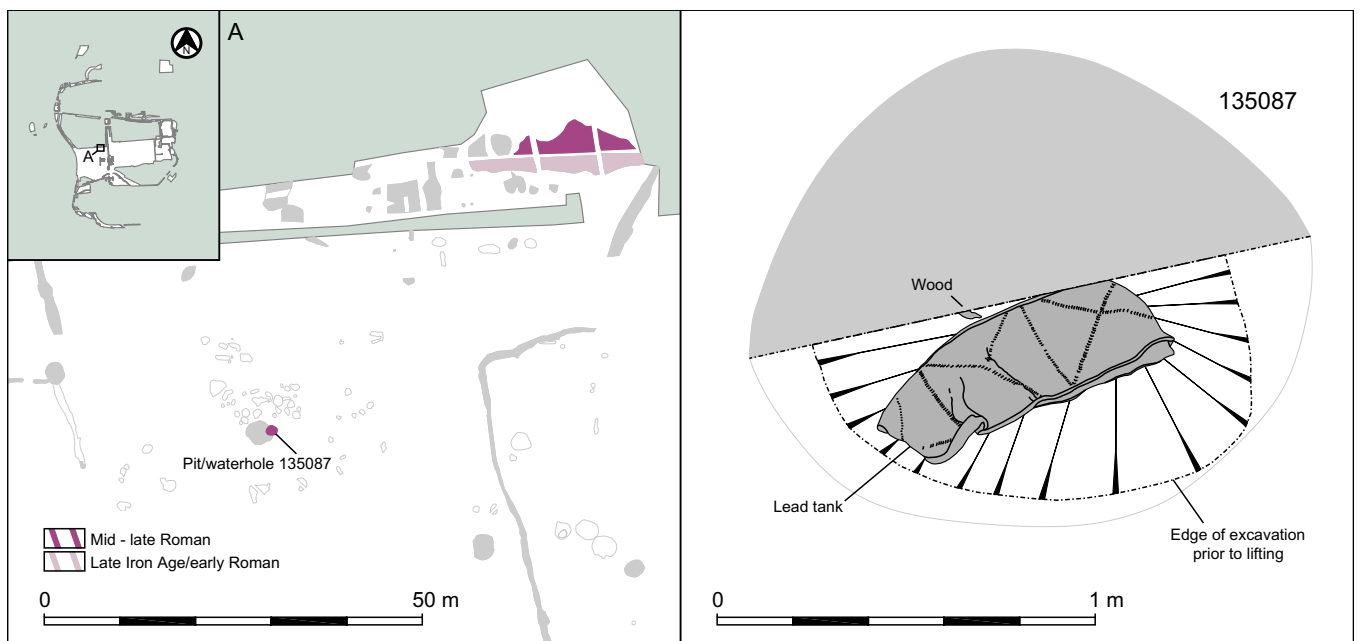 N
A
A
Pit/waterhole 135087
Mid - late Roman
Late Iron Age/early Roman
0
50 m
135087
Wood
Lead tank
Edge of excavation
prior to lifting
0
1 m